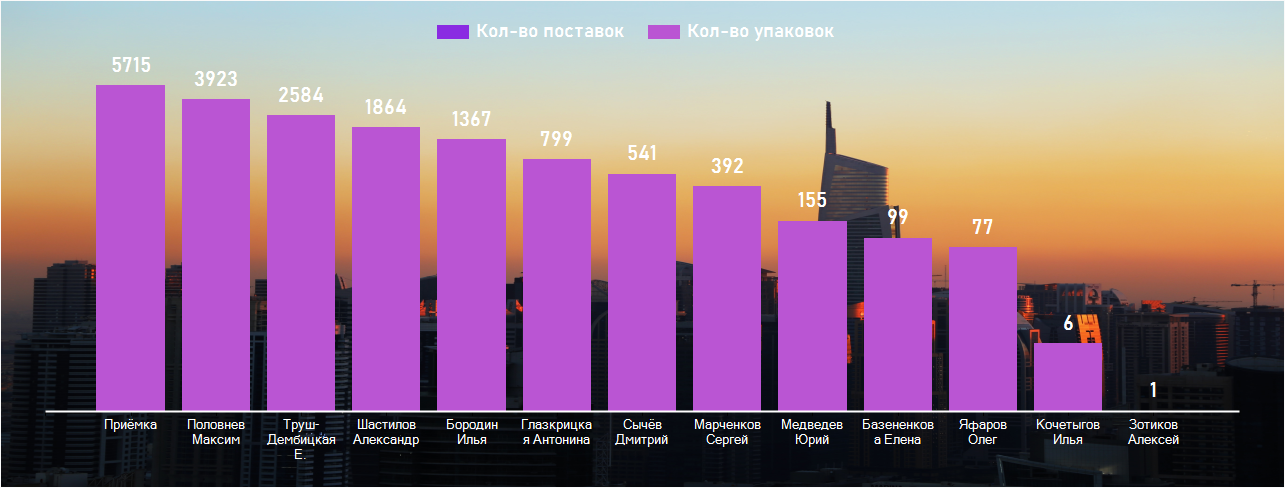 Кол-во поставок Кол-во упаковок
5715 3923 2584 1864 1367 799 541 392 155 99 77 6 1
Приёмка
Половнев
Максим
Труш-
Дембицкая
Е.
Шастилов
Александр
Бородин
Илья
Глазкрицка
я Антонина
Сычёв
Дмитрий
Марченков
Сергей
Медведев
Юрий
Базененков
а Елена
Яфаров
Олег
Кочетыгов
Илья
Зотиков
Алексей